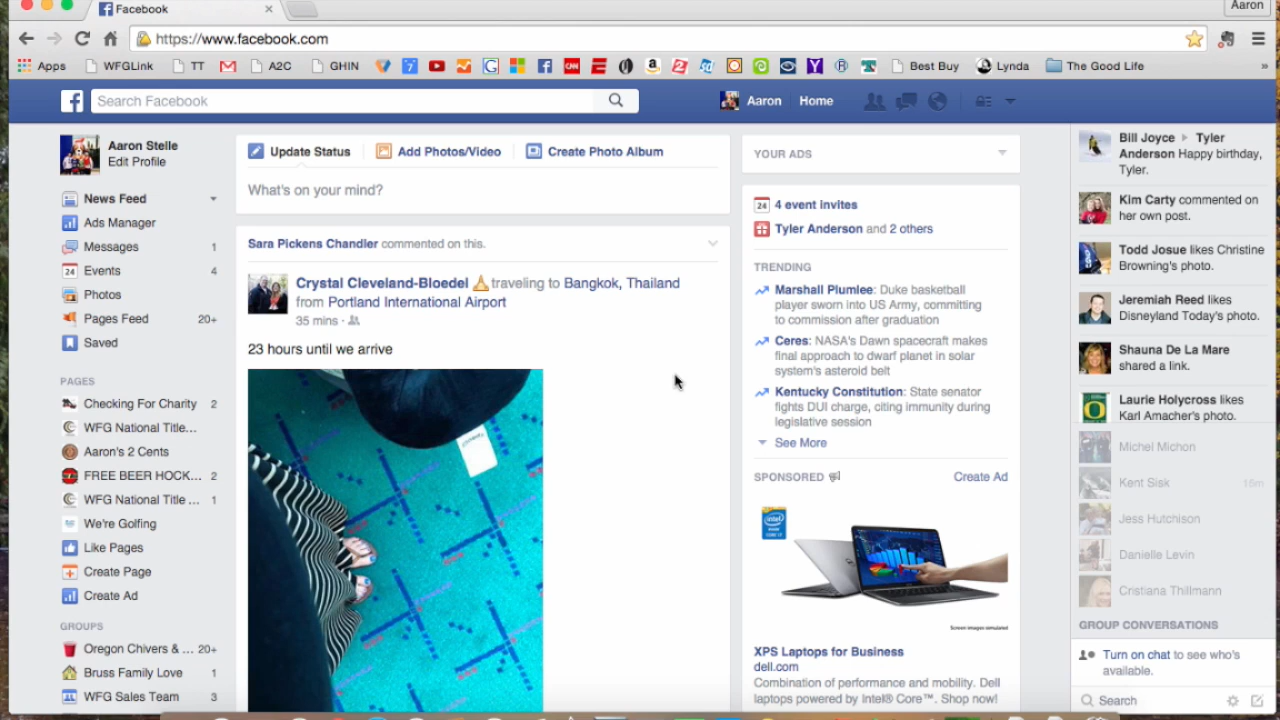 Facebook
Aaron
https://www.facebook.com
Apps WFGLink TT A2C GHIN Best Buy Lynda The Good Life »
Search Facebook
Aaron Home
Aaron Stelle
Edit Profile
News Feed
Ads Manager
Messages 1
Events 4
Photos
Pages Feed 20+
Saved
PAGES
Checking For Charity 2
WFG National Title...
Aaron's 2 Cents
FREE BEER HOCK... 2
WFG National Title ... 1
We're Golfing
Like Pages
Create Page
Create Ad
GROUPS
Oregon Chivers & ... 20+
Bruss Family Love 1
WFG Sales Team 3
Update Status Add Photos/Video Create Photo Album
What's on your mind?
Sara Pickens Chandler commented on this.
Crystal Cleveland-Bloedel traveling to Bangkok, Thailand
from Portland International Airport
35 mins ·
23 hours until we arrive
YOUR ADS
24 4 event invites
Tyler Anderson and 2 others
TRENDING
Marshall Plumlee: Duke basketball
player sworn into US Army, committing
to commission after graduation
Ceres: NASA's Dawn spacecraft makes
final approach to dwarf planet in solar
system's asteroid belt
Kentucky Constitution: State senator
fights DUI charge, citing immunity during
legislative session
See More
SPONSORED Create Ad
Screen images simulated
XPS Laptops for Business
dell.com
Combination of performance and mobility. Dell
laptops powered by Intel® Core™. Shop now!
Bill Joyce ▸ Tyler
Anderson Happy birthday,
Tyler.
Kim Carty commented on
her own post.
Todd Josue likes Christine
Browning's photo.
Jeremiah Reed likes
Disneyland Today's photo.
Shauna De La Mare
shared a link.
Laurie Holycross likes
Karl Amacher's photo.
Michel Michon
Kent Sisk
Jess Hutchison
Danielle Levin
Cristiana Thillmann
GROUP CONVERSATIONS
Turn on chat to see who's
available.
Search